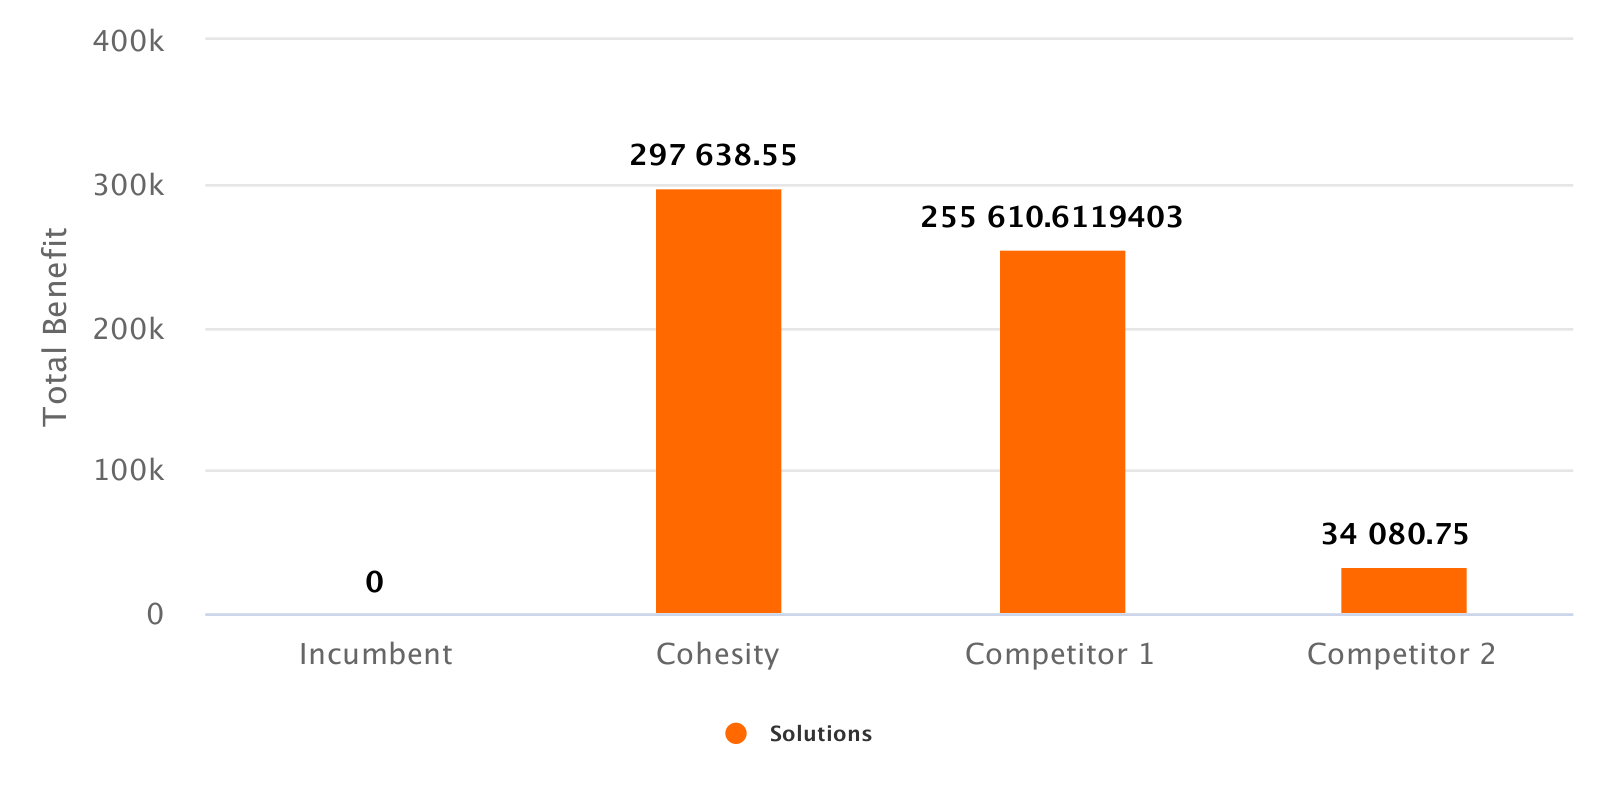 400k
300k
200k
100k
0
Total Benefit
0
297 638.55
255 610.6119403
34 080.75
Incumbent
Cohesity
Competitor 1
Competitor 2
Solutions